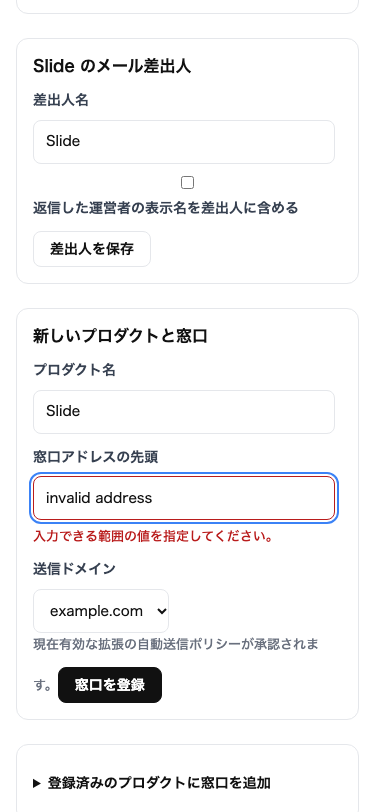 Slide のメール差出人
差出人名
Slide
返信した運営者の表示名を差出人に含める
差出人を保存
新しいプロダクトと窓口
プロダクト名
Slide
窓口アドレスの先頭
invalid address
入力できる範囲の値を指定してください。
送信ドメイン
example.com
現在有効な拡張の自動送信ポリシーが承認されま
す。 窓口を登録
登録済みのプロダクトに窓口を追加